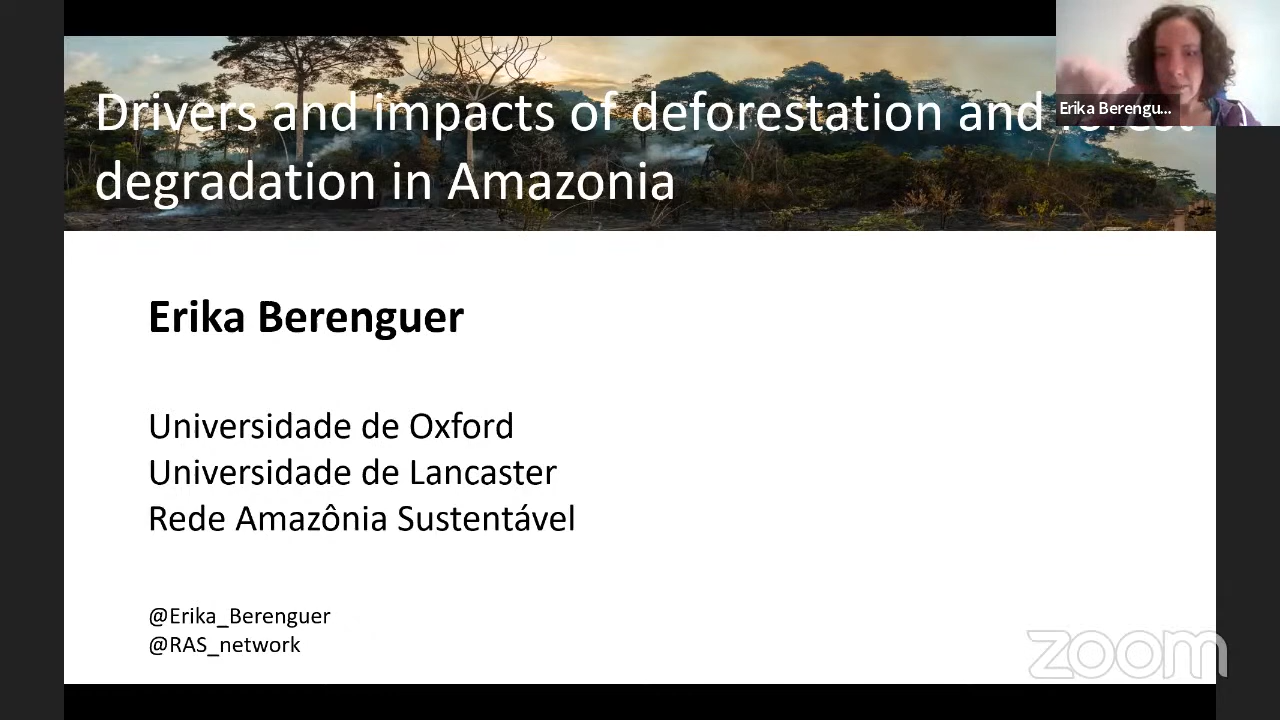 Drivers and impacts of deforestation and forest
degradation in Amazonia
Erika Berengu...
Erika Berenguer
Universidade de Oxford
Universidade de Lancaster
Rede Amazônia Sustentável
@Erika_Berenguer
@RAS_network
zoom